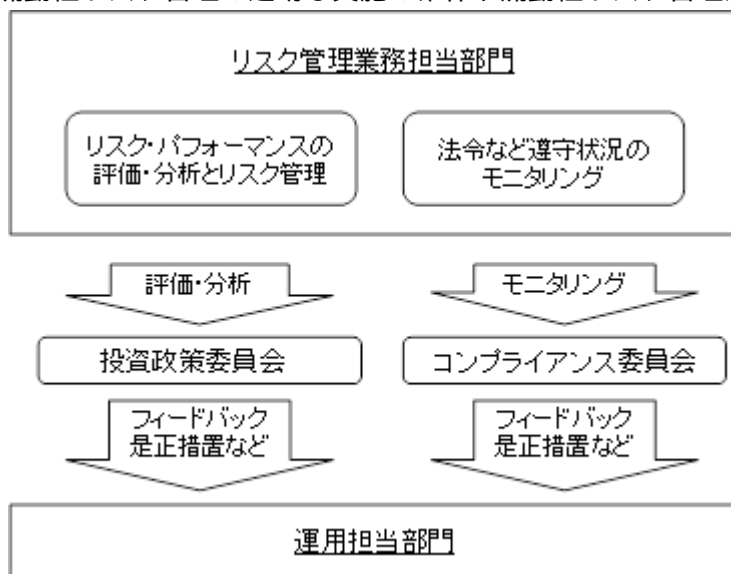 リスク管理業務担当部門
リスク・パフォーマンスの
評価・分析とリスク管理
法令など遵守状況の
モニタリング
評価・分析
モニタリング
投資政策委員会
コンプライアンス委員会
フィードバック
是正措置など
フィードバック
是正措置など
運用担当部門